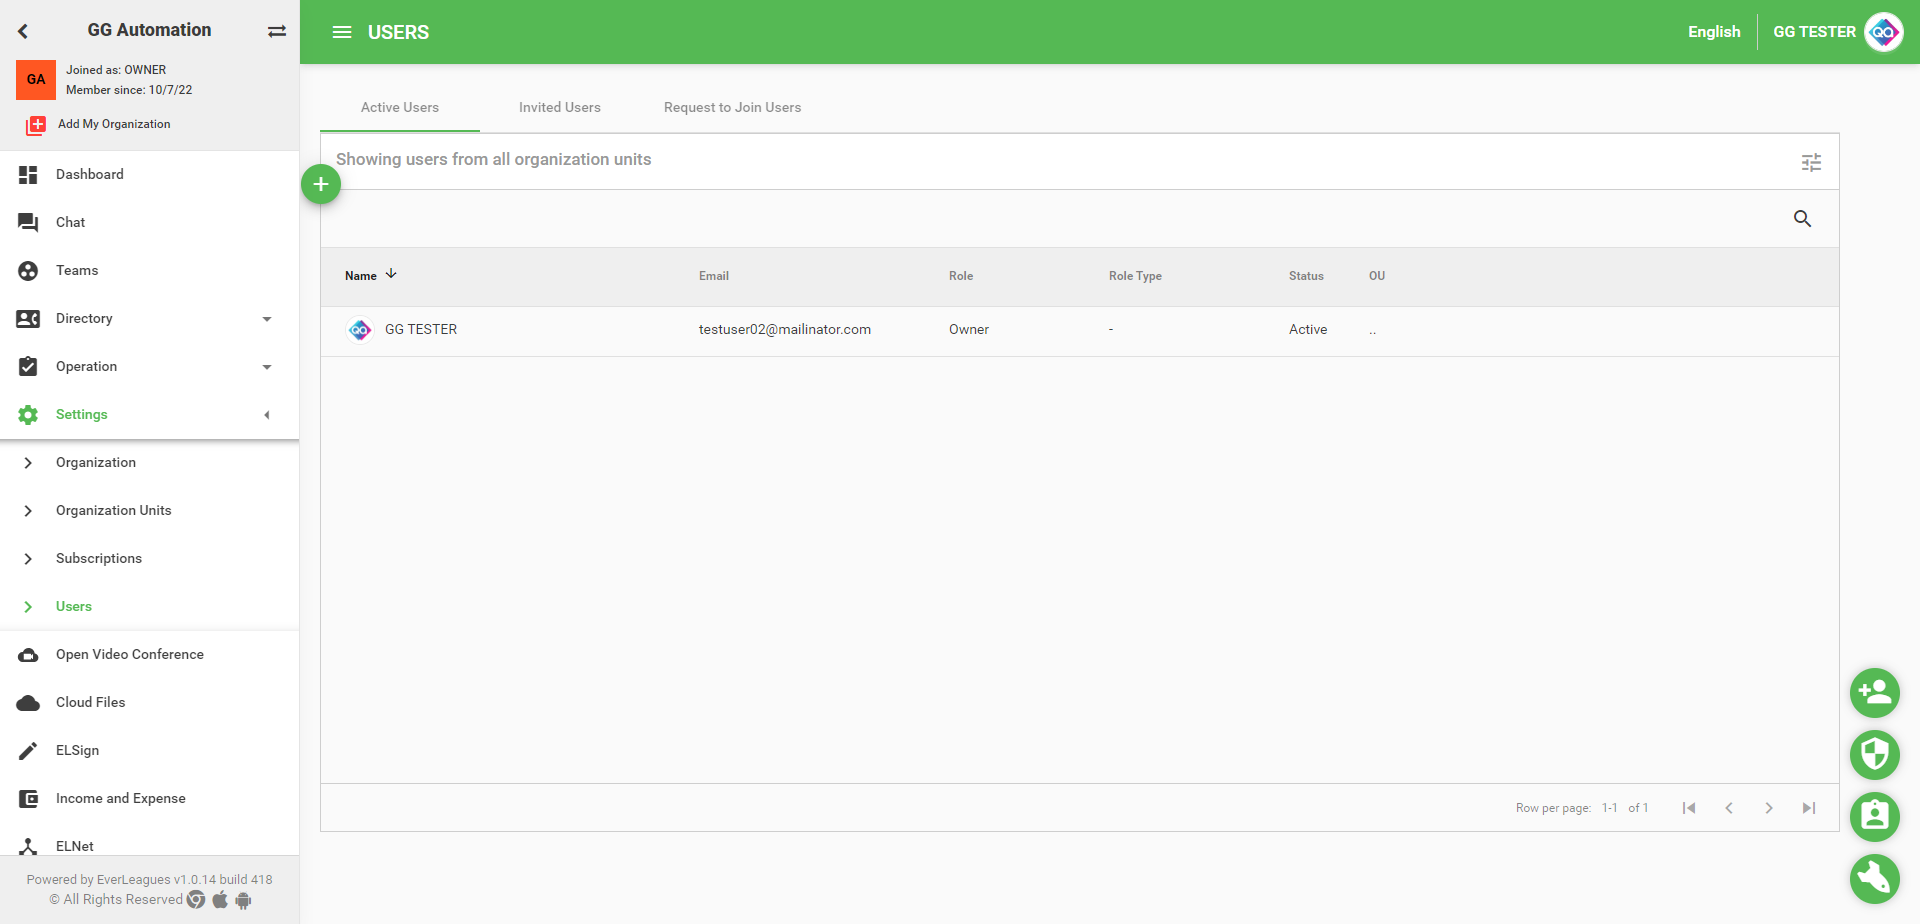 GG Automation
GA
Joined as: OWNER
Member since: 10/7/22
Add My Organization
Dashboard
Chat
Teams
Directory
Operation
Settings
Organization
Organization Units
Subscriptions
Users
Open Video Conference
Cloud Files
ELSign
Income and Expense
ELNet
Powered by EverLeagues v1.0.14 build 418
© All Rights Reserved
USERS
English
GG TESTER
QA
Active Users Invited Users Request to Join Users
Showing users from all organization units
Name Email Role Role Type Status OU
QA GG TESTER testuser02@mailinator.com Owner - Active ..
Row per page: 1-1 of 1